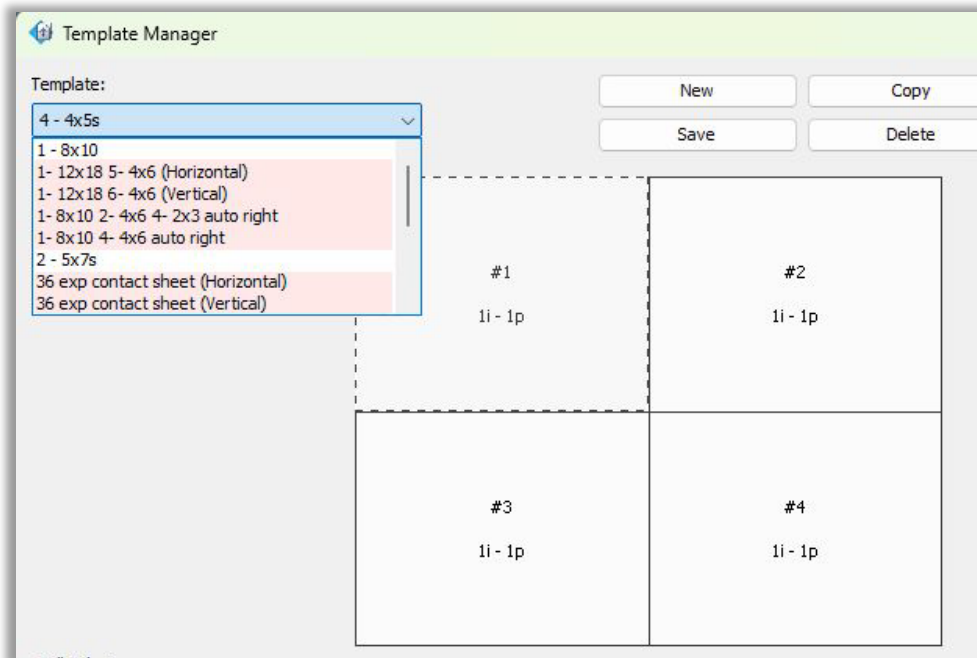 Template Manager
Template:
New
Copy
4 - 4x5s
Save
Delete
1 - 8x10
1- 12x18 5- 4x6 (Horizontal)
1- 12x18 6- 4x6 (Vertical)
1- 8x10 2- 4x6 4- 2x3 auto right
1- 8x10 4- 4x6 auto right
2 - 5x7s
36 exp contact sheet (Horizontal)
36 exp contact sheet (Vertical)
#1
1i - 1p
#2
1i - 1p
#3
1i - 1p
#4
1i - 1p